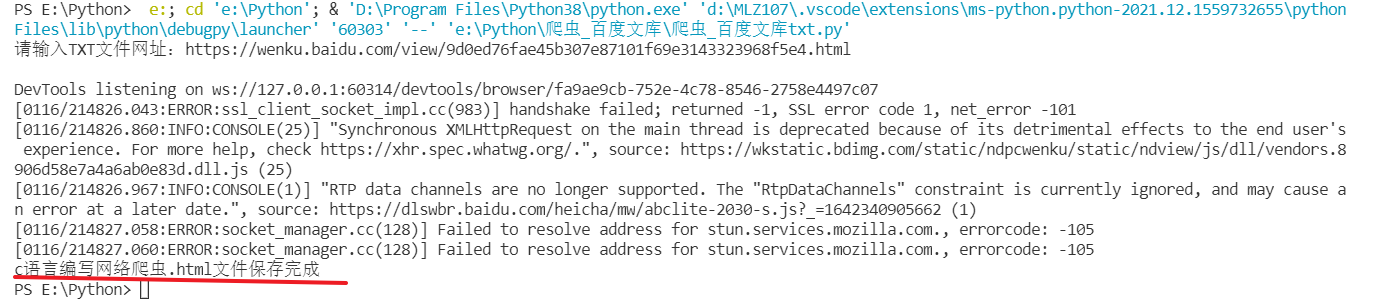 PS E:\Python>  e:; cd 'e:\Python'; & 'D:\Program Files\Python38\python.exe' 'd:\MLZ107\.vscode\extensions\ms-python.python-2021.12.1559732655\python
Files\lib\python\debugpy\launcher' '60303' '--' 'e:\Python\爬虫_百度文库\爬虫_百度文库txt.py'
请输入TXT文件网址：https://wenku.baidu.com/view/9d0ed76fae45b307e87101f69e3143323968f5e4.html
DevTools listening on ws://127.0.0.1:60314/devtools/browser/fa9ae9cb-752e-4c78-8546-2758e4497c07
[0116/214826.043:ERROR:ssl_client_socket_impl.cc(983)] handshake failed; returned -1, SSL error code 1, net_error -101
[0116/214826.860:INFO:CONSOLE(25)] "Synchronous XMLHttpRequest on the main thread is deprecated because of its detrimental effects to the end user's
 experience. For more help, check https://xhr.spec.whatwg.org/.", source: https://wkstatic.bdimg.com/static/ndpcwenku/static/ndview/js/dll/vendors.8
906d58e7a4a6ab0e83d.dll.js (25)
[0116/214826.967:INFO:CONSOLE(1)] "RTP data channels are no longer supported. The "RtpDataChannels" constraint is currently ignored, and may cause a
n error at a later date.", source: https://dlswbr.baidu.com/heicha/mw/abclite-2030-s.js?_=1642340905662 (1)
[0116/214827.058:ERROR:socket_manager.cc(128)] Failed to resolve address for stun.services.mozilla.com., errorcode: -105
[0116/214827.060:ERROR:socket_manager.cc(128)] Failed to resolve address for stun.services.mozilla.com., errorcode: -105
c语言编写网络爬虫.html文件保存完成
PS E:\Python>